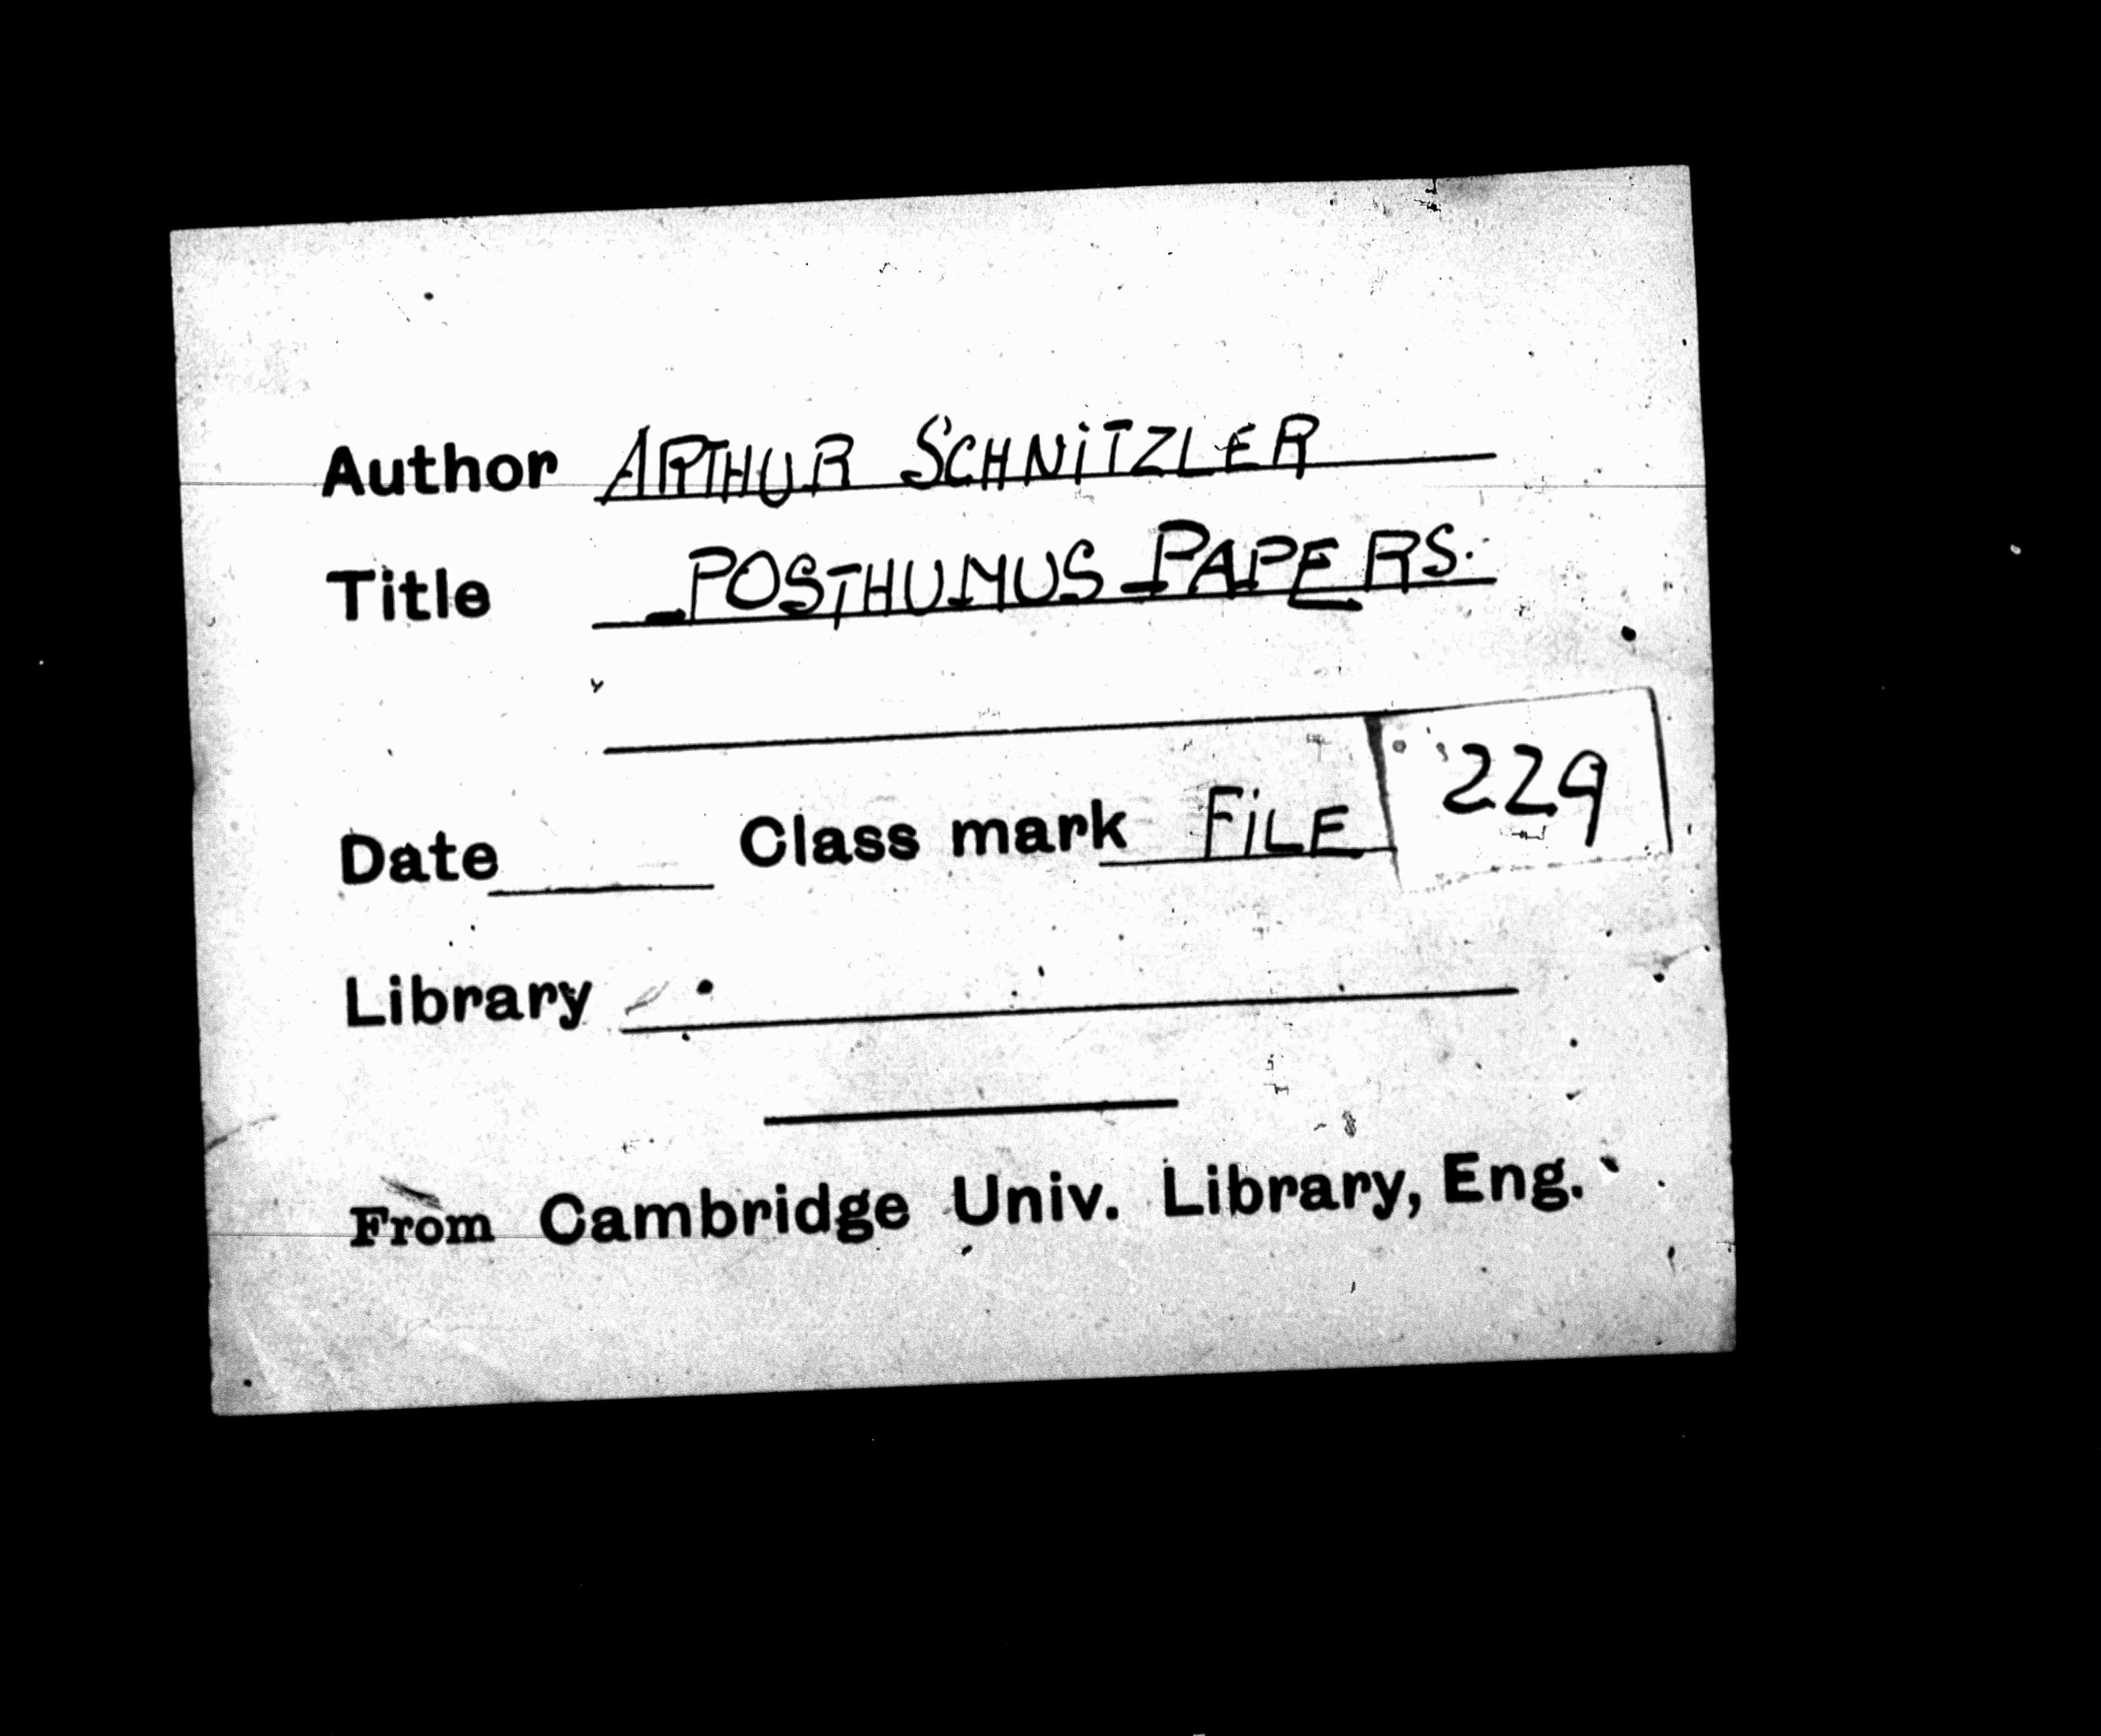 Author ARTHUR SCHNiTZLER
Title POSTHUMUS PAPERS.
Date Class mark FiLE 229
Library
From Cambridge Univ. Library, Eng.